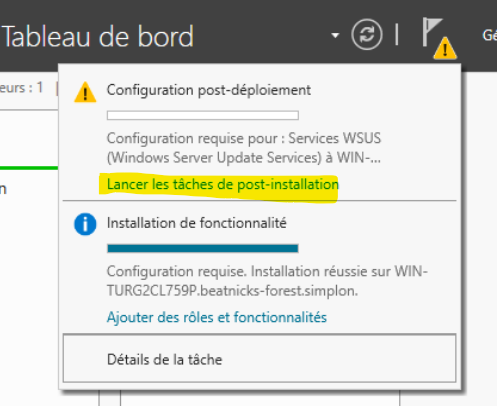 Tableau de bord
Gé
eurs : 1
Configuration post-déploiement
Configuration requise pour : Services WSUS
(Windows Server Update Services) à WIN-...
Lancer les tâches de post-installation
n
Installation de fonctionnalité
Configuration requise. Installation réussie sur WIN-
TURG2CL759P.beatnicks-forest.simplon.
Ajouter des rôles et fonctionnalités
Détails de la tâche